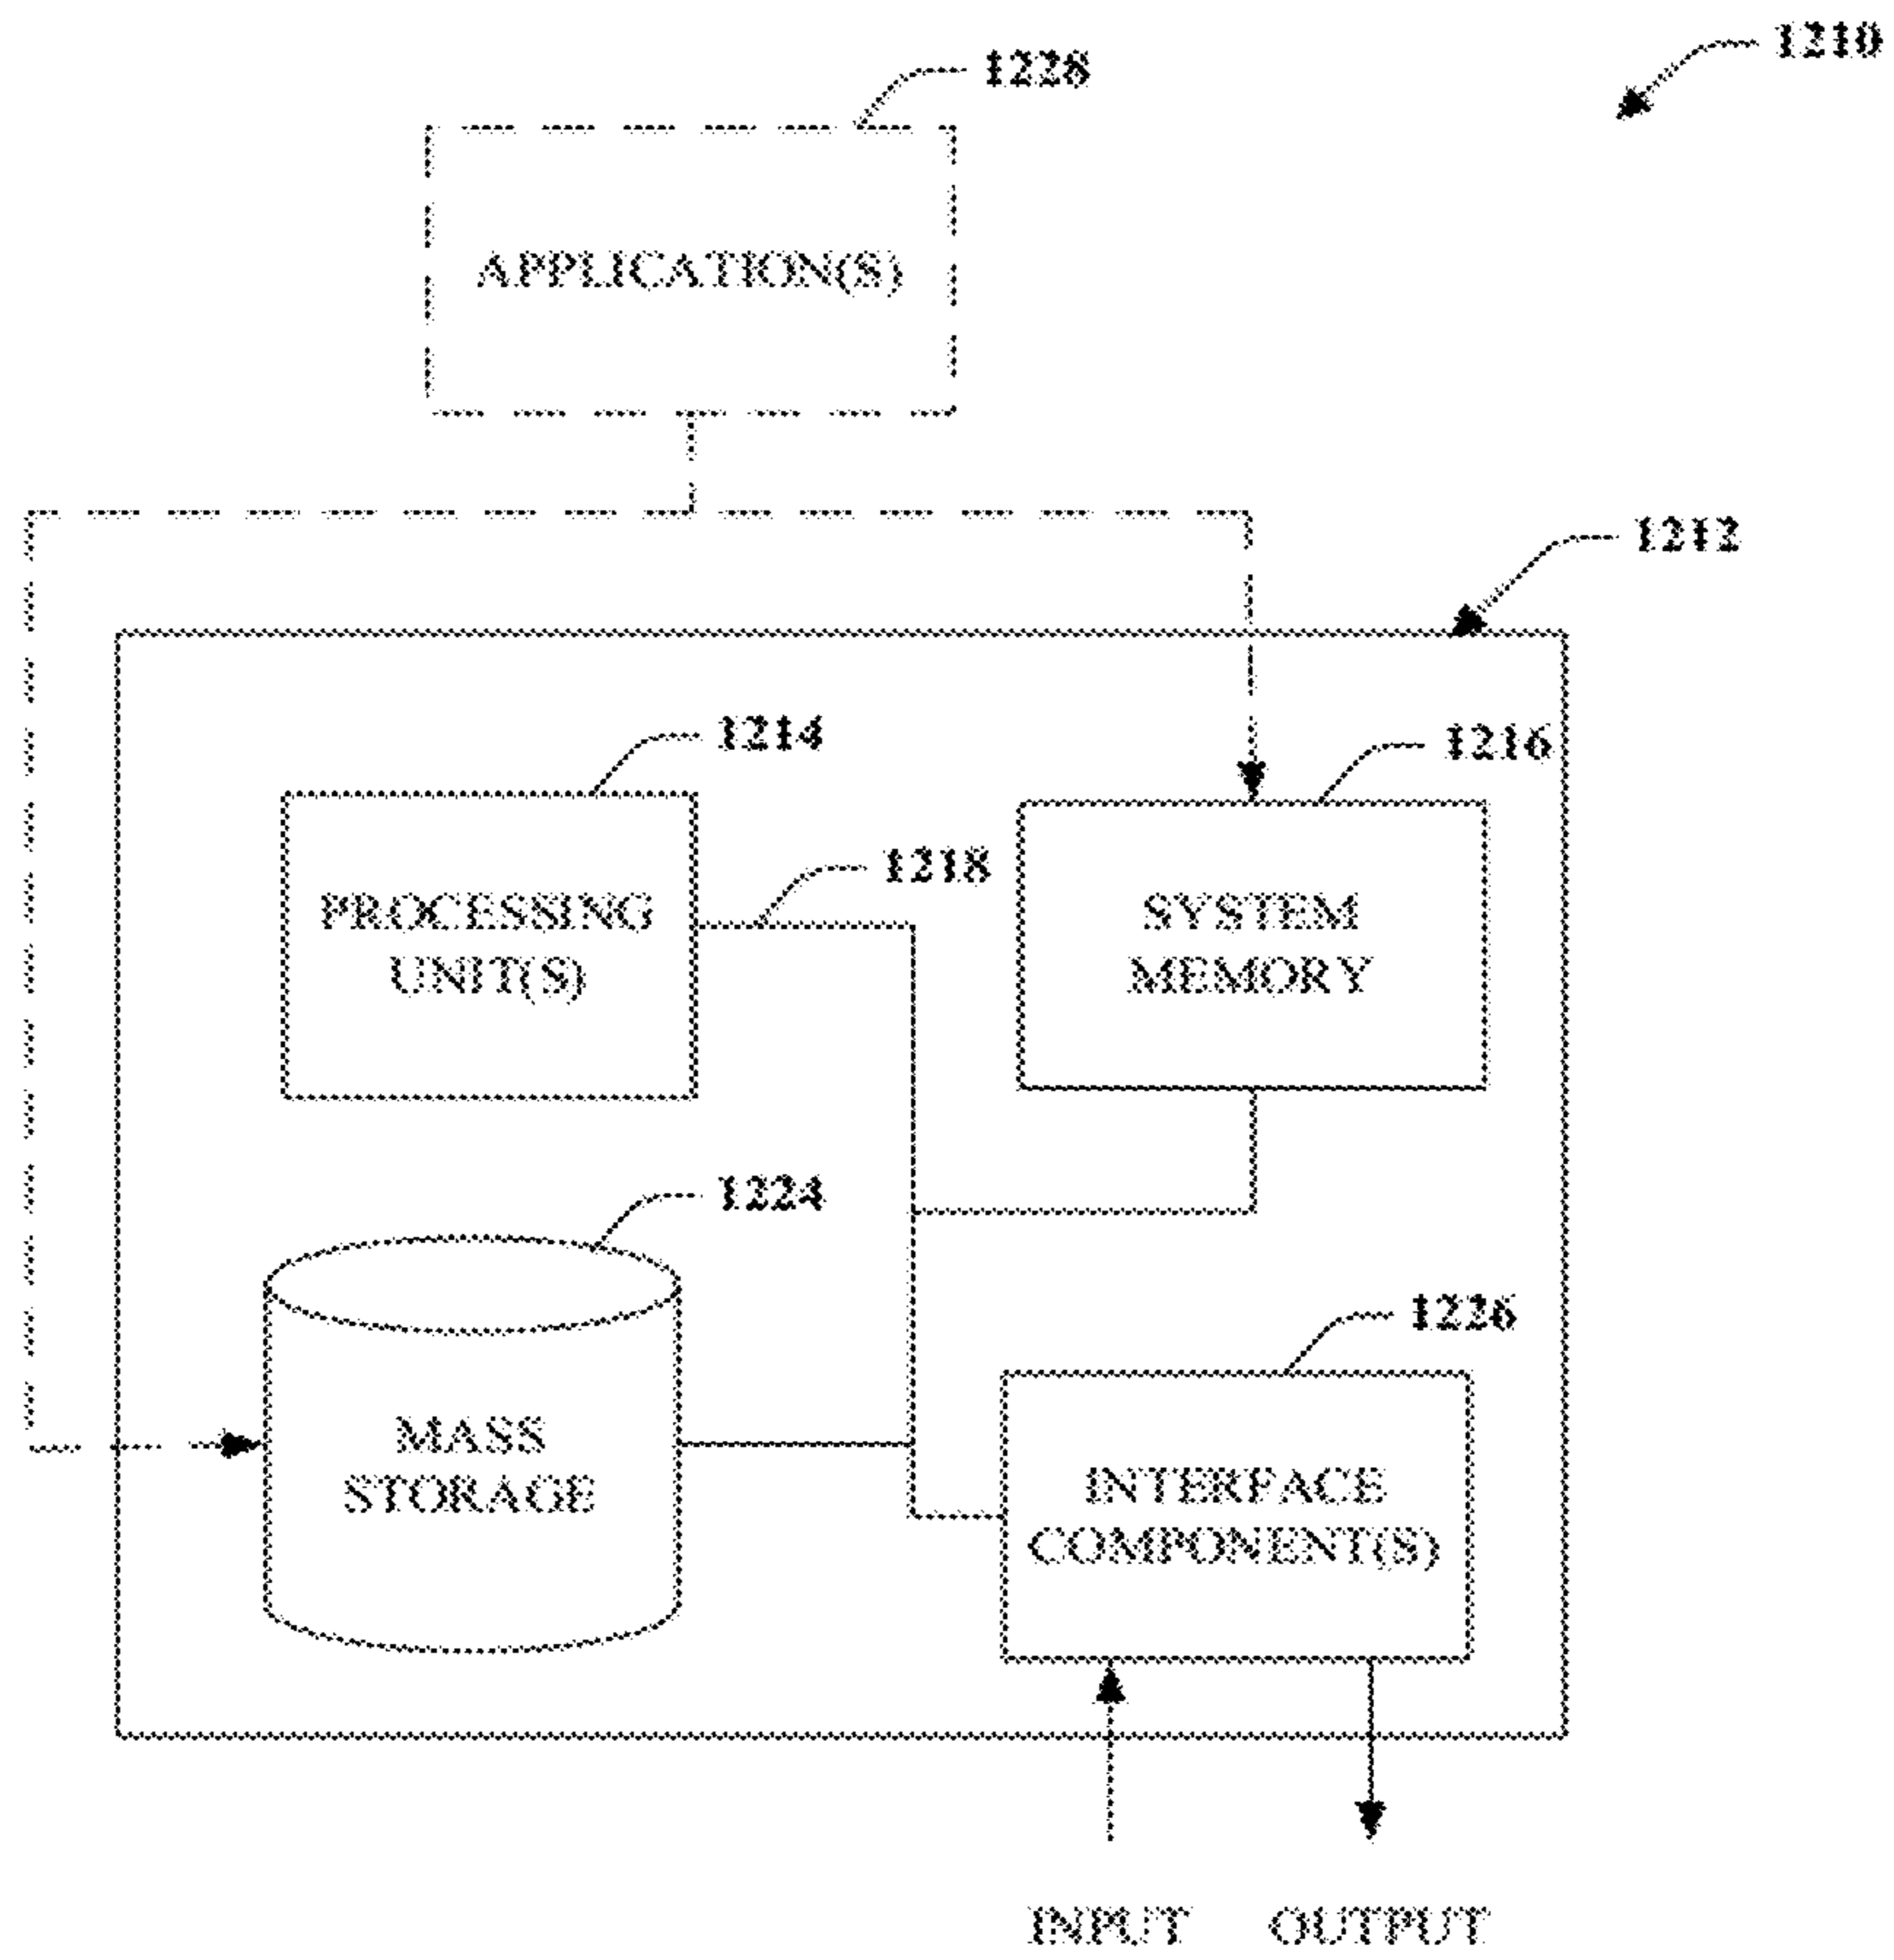 1210
1228
APPLICATION(S)
1212
1214
1216
1218
PROCESSING
UNIT(S)
SYSTEM
MEMORY
1224
1226
MASS
STORAGE
INTERFACE
COMPONENT(S)
INPUT
OUTPUT